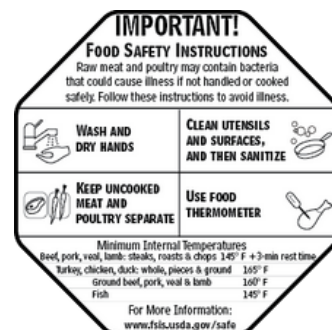 IMPORTANT!
FOOD SAFETY INSTRUCTIONS
Raw meat and poultry may contain bacteria
that could cause illness if not handled or cooked
safely. Follow these instructions to avoid illness.
WASH AND
DRY HANDS
CLEAN UTENSILS
AND SURFACES,
AND THEN SANITIZE
KEEP UNCOOKED
MEAT AND
POULTRY SEPARATE
USE FOOD
THERMOMETER
Minimum Internal Temperatures
Beef, pork, veal, lamb: steaks, roasts & chops 145° F +3-min rest time
Turkey, chicken, duck: whole, pieces & ground 165° F
Ground beef, pork, veal & lamb 160° F
Fish 145° F
For More Information:
www.fsis.usda.gov/safe